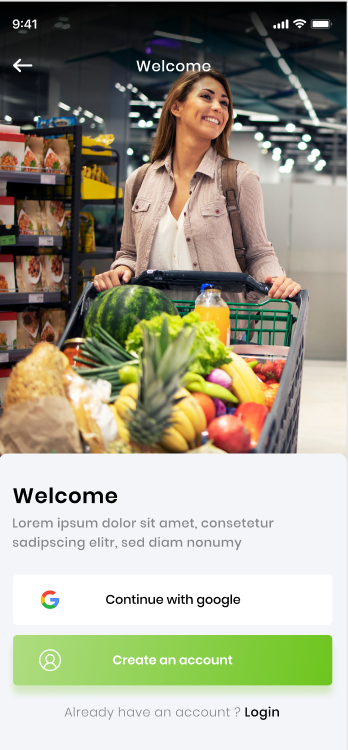 9:41
Welcome
Welcome
Lorem ipsum dolor sit amet, consetetur
sadipscing elitr, sed diam nonumy
Continue with google
Create an account
Already have an account ? Login